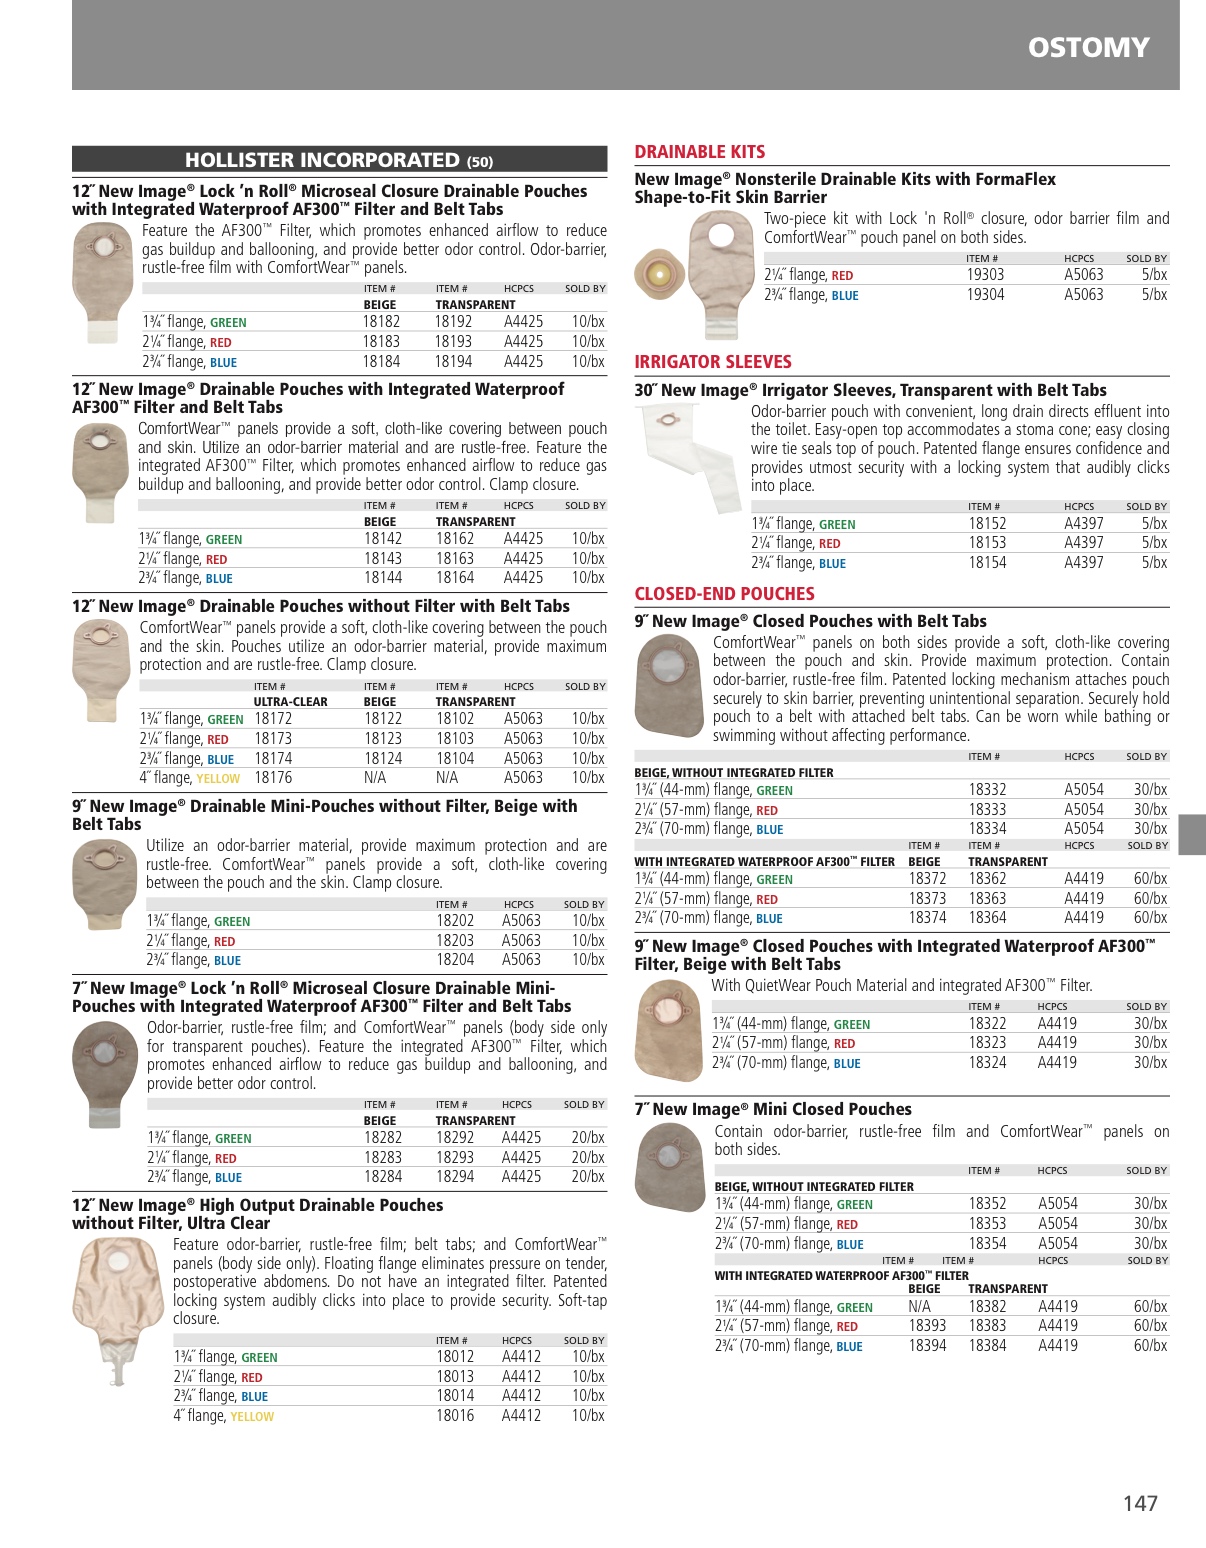 OSTOMY
HOLLISTER INCORPORATED (50)
12˝ New Image® Lock ’n Roll® Microseal Closure Drainable Pouches
with Integrated Waterproof AF300™ Filter and Belt Tabs
Feature the AF300™ Filter, which promotes enhanced airflow to reduce
gas buildup and ballooning, and provide better odor control. Odor-barrier,
rustle-free film with ComfortWear™ panels.
ITEM # ITEM # HCPCS SOLD BY
BEIGE TRANSPARENT
1¾˝ flange, GREEN 18182 18192 A4425 10/bx
2¼˝ flange, RED 18183 18193 A4425 10/bx
2¾˝ flange, BLUE 18184 18194 A4425 10/bx
12˝ New Image® Drainable Pouches with Integrated Waterproof
AF300™ Filter and Belt Tabs
ComfortWear™ panels provide a soft, cloth-like covering between pouch
and skin. Utilize an odor-barrier material and are rustle-free. Feature the
integrated AF300™ Filter, which promotes enhanced airflow to reduce gas
buildup and ballooning, and provide better odor control. Clamp closure.
ITEM # ITEM # HCPCS SOLD BY
BEIGE TRANSPARENT
1¾˝ flange, GREEN 18142 18162 A4425 10/bx
2¼˝ flange, RED 18143 18163 A4425 10/bx
2¾˝ flange, BLUE 18144 18164 A4425 10/bx
12˝ New Image® Drainable Pouches without Filter with Belt Tabs
ComfortWear™ panels provide a soft, cloth-like covering between the pouch
and the skin. Pouches utilize an odor-barrier material, provide maximum
protection and are rustle-free. Clamp closure.
ITEM # ITEM # ITEM # HCPCS SOLD BY
ULTRA-CLEAR BEIGE TRANSPARENT
1¾˝ flange, GREEN 18172 18122 18102 A5063 10/bx
2¼˝ flange, RED 18173 18123 18103 A5063 10/bx
2¾˝ flange, BLUE 18174 18124 18104 A5063 10/bx
4˝ flange, YELLOW 18176 N/A N/A A5063 10/bx
9˝ New Image® Drainable Mini-Pouches without Filter, Beige with
Belt Tabs
Utilize an odor-barrier material, provide maximum protection and are
rustle-free. ComfortWear™ panels provide a soft, cloth-like covering
between the pouch and the skin. Clamp closure.
ITEM # HCPCS SOLD BY
1¾˝ flange, GREEN 18202 A5063 10/bx
2¼˝ flange, RED 18203 A5063 10/bx
2¾˝ flange, BLUE 18204 A5063 10/bx
7˝ New Image® Lock ’n Roll® Microseal Closure Drainable Mini-
Pouches with Integrated Waterproof AF300™ Filter and Belt Tabs
Odor-barrier, rustle-free film; and ComfortWear™ panels (body side only
for transparent pouches). Feature the integrated AF300™ Filter, which
promotes enhanced airflow to reduce gas buildup and ballooning, and
provide better odor control.
ITEM # ITEM # HCPCS SOLD BY
BEIGE TRANSPARENT
1¾˝ flange, GREEN 18282 18292 A4425 20/bx
2¼˝ flange, RED 18283 18293 A4425 20/bx
2¾˝ flange, BLUE 18284 18294 A4425 20/bx
12˝ New Image® High Output Drainable Pouches
without Filter, Ultra Clear
Feature odor-barrier, rustle-free film; belt tabs; and ComfortWear™
panels (body side only). Floating flange eliminates pressure on tender,
postoperative abdomens. Do not have an integrated filter. Patented
locking system audibly clicks into place to provide security. Soft-tap
closure.
ITEM # HCPCS SOLD BY
1¾˝ flange, GREEN 18012 A4412 10/bx
2¼˝ flange, RED 18013 A4412 10/bx
2¾˝ flange, BLUE 18014 A4412 10/bx
4˝ flange, YELLOW 18016 A4412 10/bx
DRAINABLE KITS
New Image® Nonsterile Drainable Kits with FormaFlex
Shape-to-Fit Skin Barrier
Two-piece kit with Lock 'n Roll® closure, odor barrier film and
ComfortWear™ pouch panel on both sides.
ITEM # HCPCS SOLD BY
2¼˝ flange, RED 19303 A5063 5/bx
2¾˝ flange, BLUE 19304 A5063 5/bx
IRRIGATOR SLEEVES
30˝ New Image® Irrigator Sleeves, Transparent with Belt Tabs
Odor-barrier pouch with convenient, long drain directs effluent into
the toilet. Easy-open top accommodates a stoma cone; easy closing
wire tie seals top of pouch. Patented flange ensures confidence and
provides utmost security with a locking system that audibly clicks
into place.
ITEM # HCPCS SOLD BY
1¾˝ flange, GREEN 18152 A4397 5/bx
2¼˝ flange, RED 18153 A4397 5/bx
2¾˝ flange, BLUE 18154 A4397 5/bx
CLOSED-END POUCHES
9˝ New Image® Closed Pouches with Belt Tabs
ComfortWear™ panels on both sides provide a soft, cloth-like covering
between the pouch and skin. Provide maximum protection. Contain
odor-barrier, rustle-free film. Patented locking mechanism attaches pouch
securely to skin barrier, preventing unintentional separation. Securely hold
pouch to a belt with attached belt tabs. Can be worn while bathing or
swimming without affecting performance.
ITEM # HCPCS SOLD BY
BEIGE, WITHOUT INTEGRATED FILTER
1¾˝ (44-mm) flange, GREEN 18332 A5054 30/bx
2¼˝ (57-mm) flange, RED 18333 A5054 30/bx
2¾˝ (70-mm) flange, BLUE 18334 A5054 30/bx
ITEM # ITEM # HCPCS SOLD BY
WITH INTEGRATED WATERPROOF AF300™ FILTER BEIGE TRANSPARENT
1¾˝ (44-mm) flange, GREEN 18372 18362 A4419 60/bx
2¼˝ (57-mm) flange, RED 18373 18363 A4419 60/bx
2¾˝ (70-mm) flange, BLUE 18374 18364 A4419 60/bx
9˝ New Image® Closed Pouches with Integrated Waterproof AF300™
Filter, Beige with Belt Tabs
With QuietWear Pouch Material and integrated AF300™ Filter.
ITEM # HCPCS SOLD BY
1¾˝ (44-mm) flange, GREEN 18322 A4419 30/bx
2¼˝ (57-mm) flange, RED 18323 A4419 30/bx
2¾˝ (70-mm) flange, BLUE 18324 A4419 30/bx
7˝ New Image® Mini Closed Pouches
Contain odor-barrier, rustle-free film and ComfortWear™ panels on
both sides.
ITEM # HCPCS SOLD BY
BEIGE, WITHOUT INTEGRATED FILTER
1¾˝ (44-mm) flange, GREEN 18352 A5054 30/bx
2¼˝ (57-mm) flange, RED 18353 A5054 30/bx
2¾˝ (70-mm) flange, BLUE 18354 A5054 30/bx
ITEM # ITEM # HCPCS SOLD BY
WITH INTEGRATED WATERPROOF AF300™ FILTER
BEIGE TRANSPARENT
1¾˝ (44-mm) flange, GREEN N/A 18382 A4419 60/bx
2¼˝ (57-mm) flange, RED 18393 18383 A4419 60/bx
2¾˝ (70-mm) flange, BLUE 18394 18384 A4419 60/bx
147